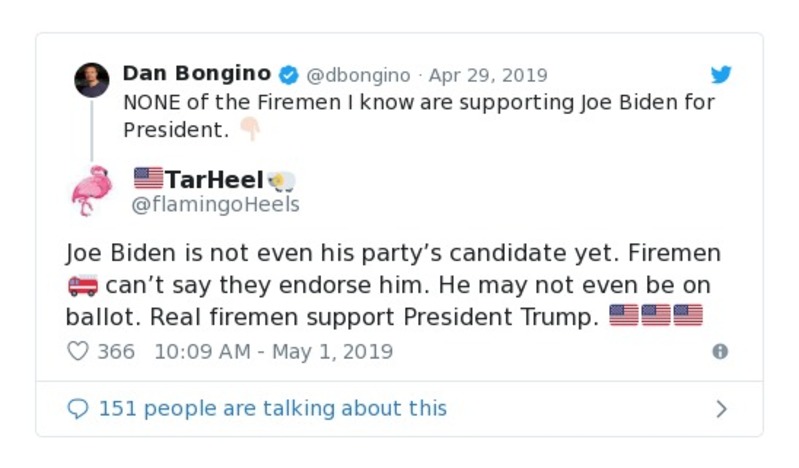 Dan Bongino @dbongino · Apr 29, 2019
NONE of the Firemen I know are supporting Joe Biden for
President. 👇🏻
🇺🇸TarHeel🐑
@flamingoHeels
Joe Biden is not even his party’s candidate yet. Firemen
🚒 can’t say they endorse him. He may not even be on
ballot. Real firemen support President Trump. 🇺🇸🇺🇸🇺🇸
366 10:09 AM - May 1, 2019
151 people are talking about this